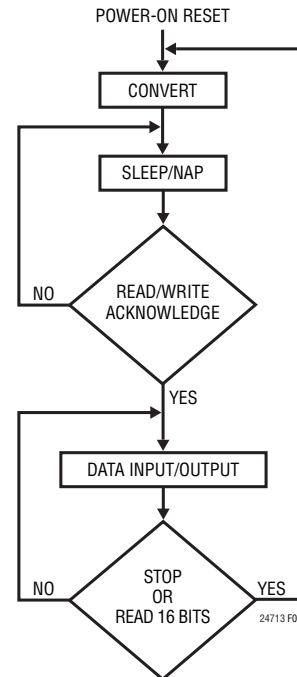 POWER-ON RESET
CONVERT
SLEEP/NAP
NO
READ/WRITE
ACKNOWLEDGE
YES
DATA INPUT/OUTPUT
NO
STOP
OR
READ 16 BITS
YES
24713 F0